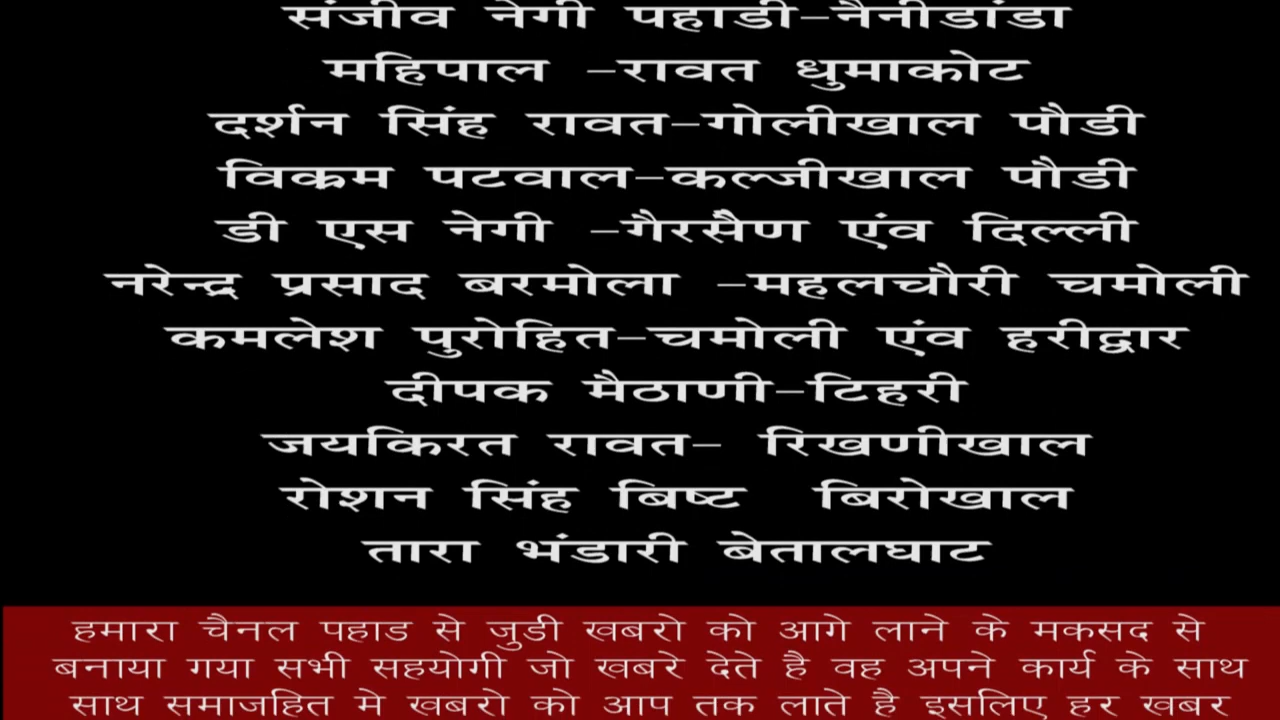 संजीव नेगी पहाडी-नैनीडांडा
महिपाल -रावत धुमाकोट
दर्शन सिंह रावत-गोलीखाल पौडी
विकम पटवाल-कल्जीखाल पौडी
डी एस नेगी -गैरसैण एंव दिल्ली
नरेन्द्र प्रसाद बरमोला -महलचौरी चमोली
कमलेश पुरोहित-चमोली एंव हरीद्वार
दीपक मैठाणी-टिहरी
जयकिरत रावत- रिखणीखाल
रोशन सिंह बिष्ट बिरोखाल
तारा भंडारी बेतालघाट
हमारा चैनल पहाड से जुडी खबरो को आगे लाने के मकसद से
बनाया गया सभी सहयोगी जो खबरे देते है वह अपने कार्य के साथ
साथ समाजहित मे खबरो को आप तक लाते है इसलिए हर खबर